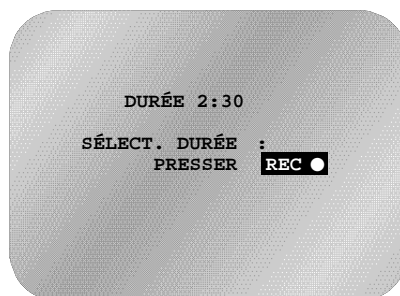 DURÉE 2:30
SÉLECT. DURÉE :
PRESSER REC ●